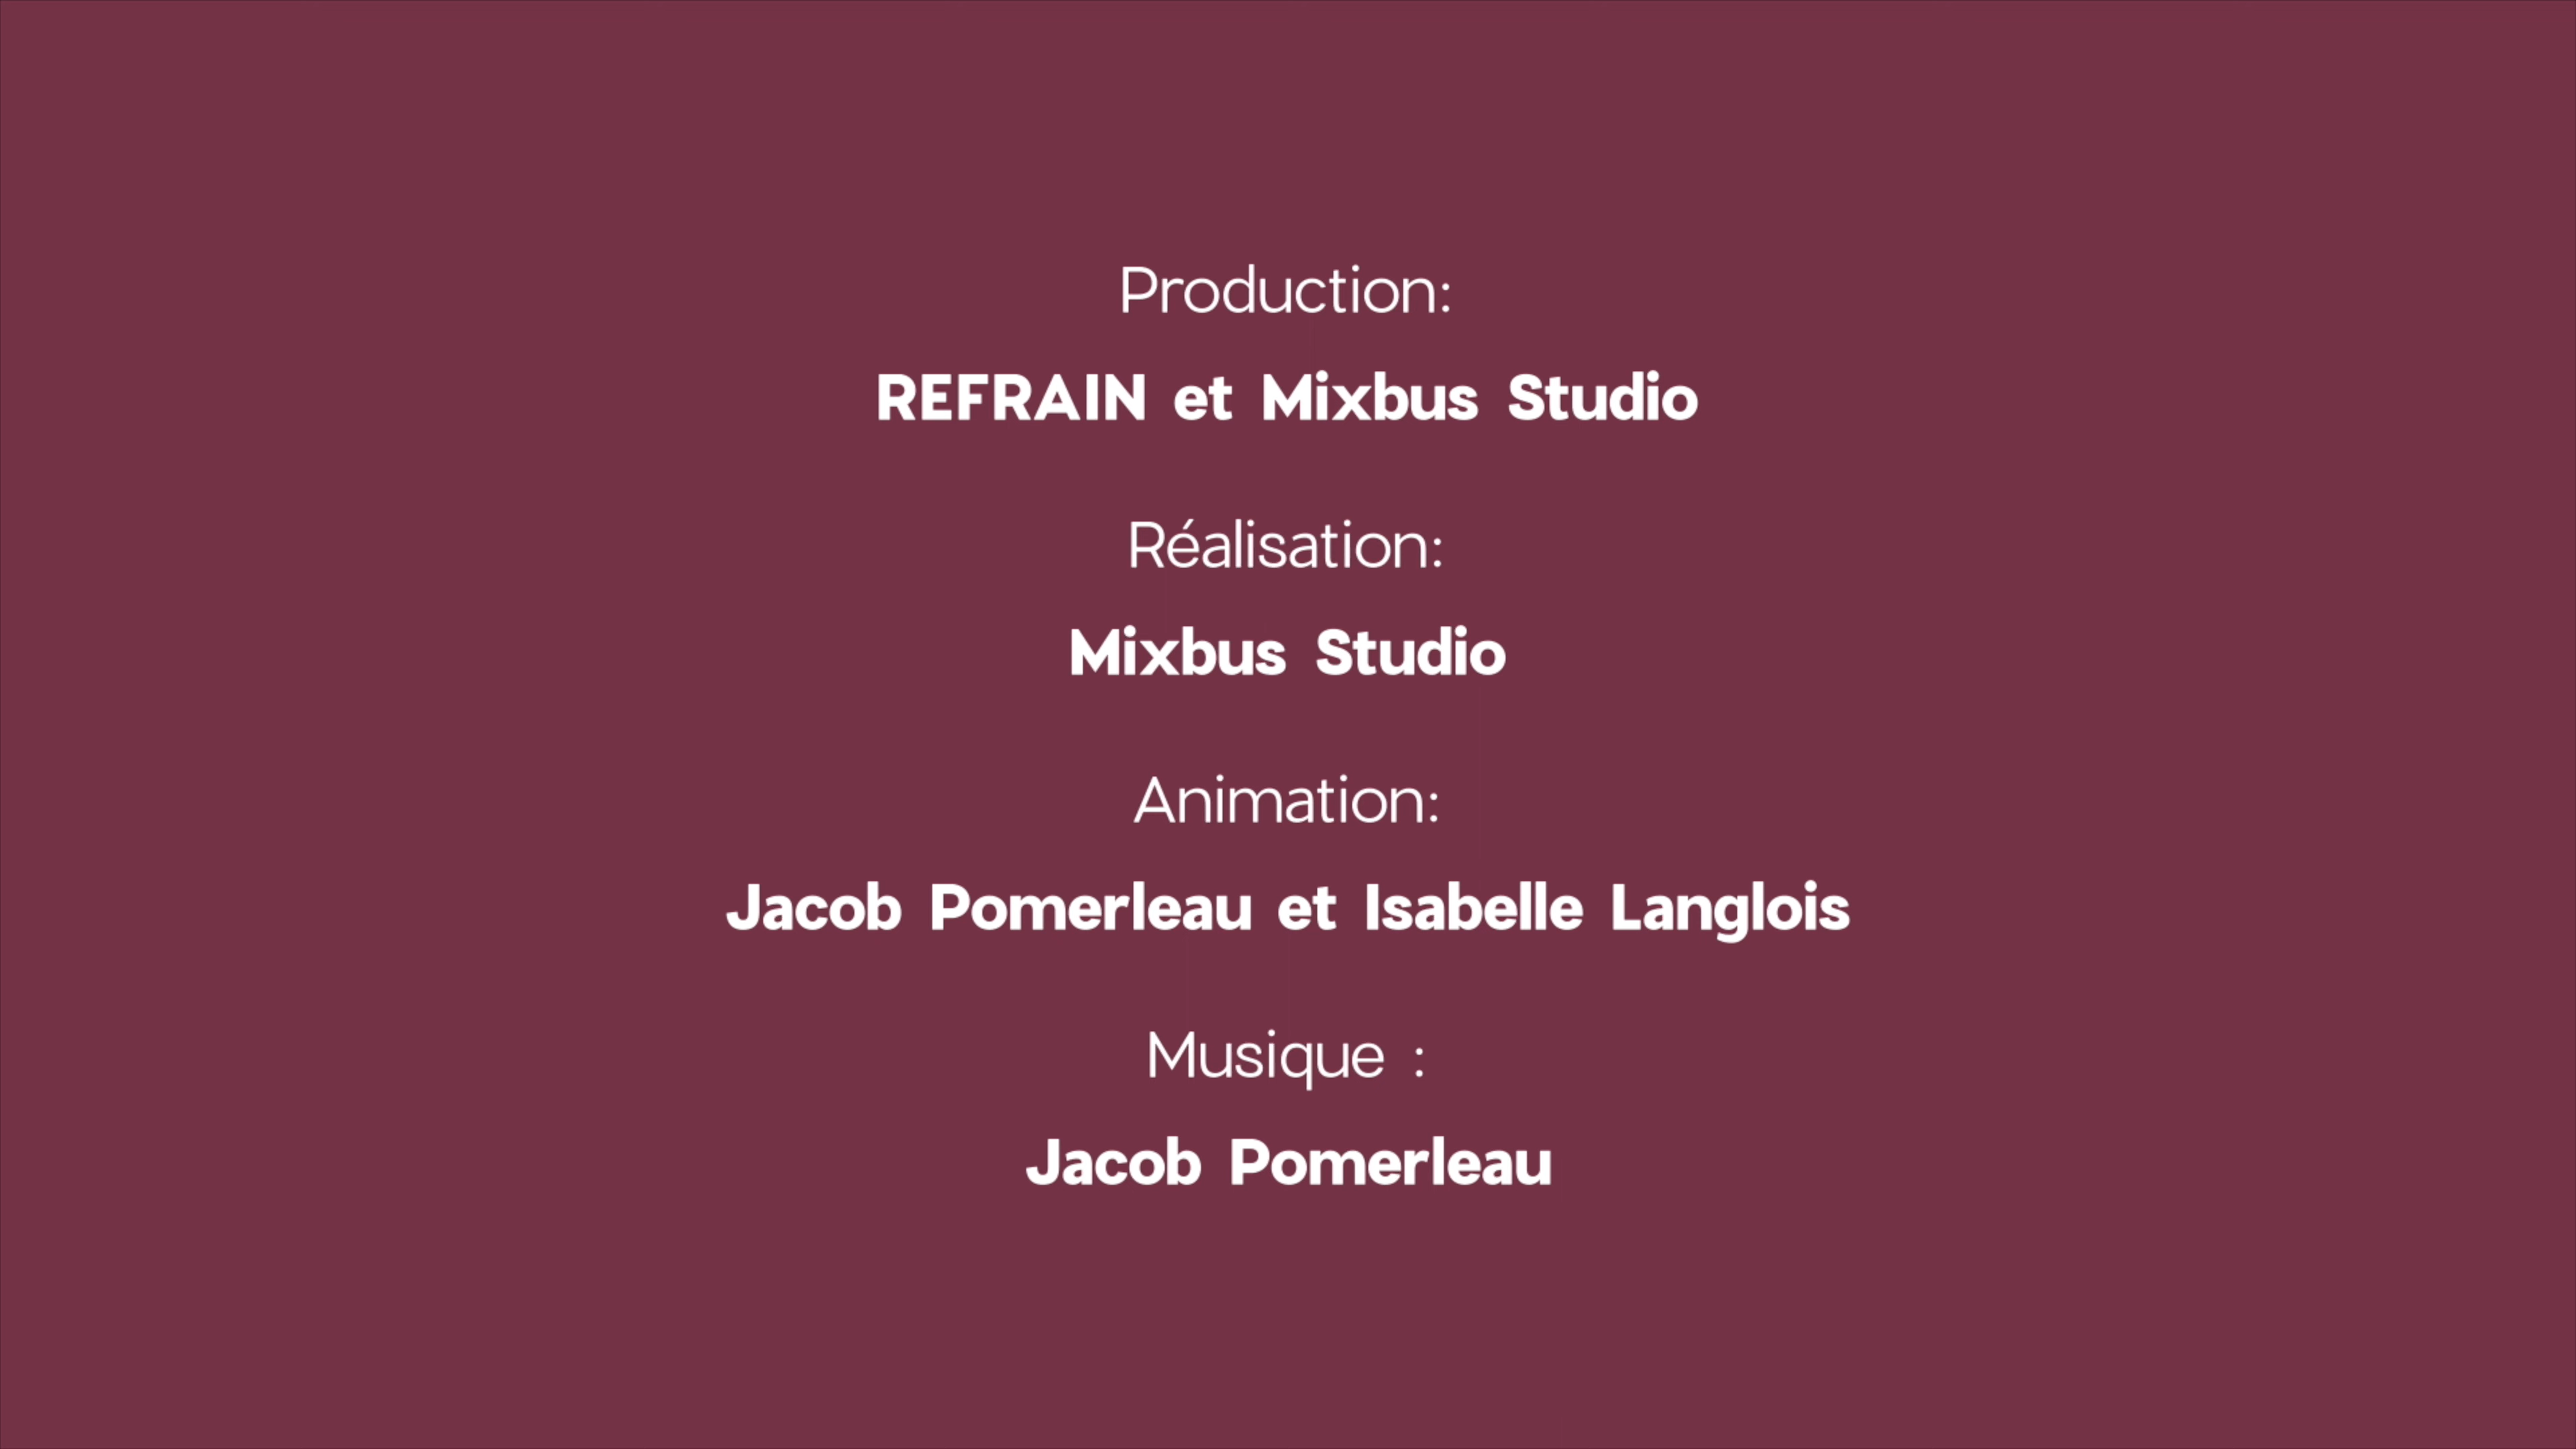 Production:
REFRAIN et Mixbus Studio
Réalisation:
Mixbus Studio
Animation:
Jacob Pomerleau et Isabelle Langlois
Musique :
Jacob Pomerleau